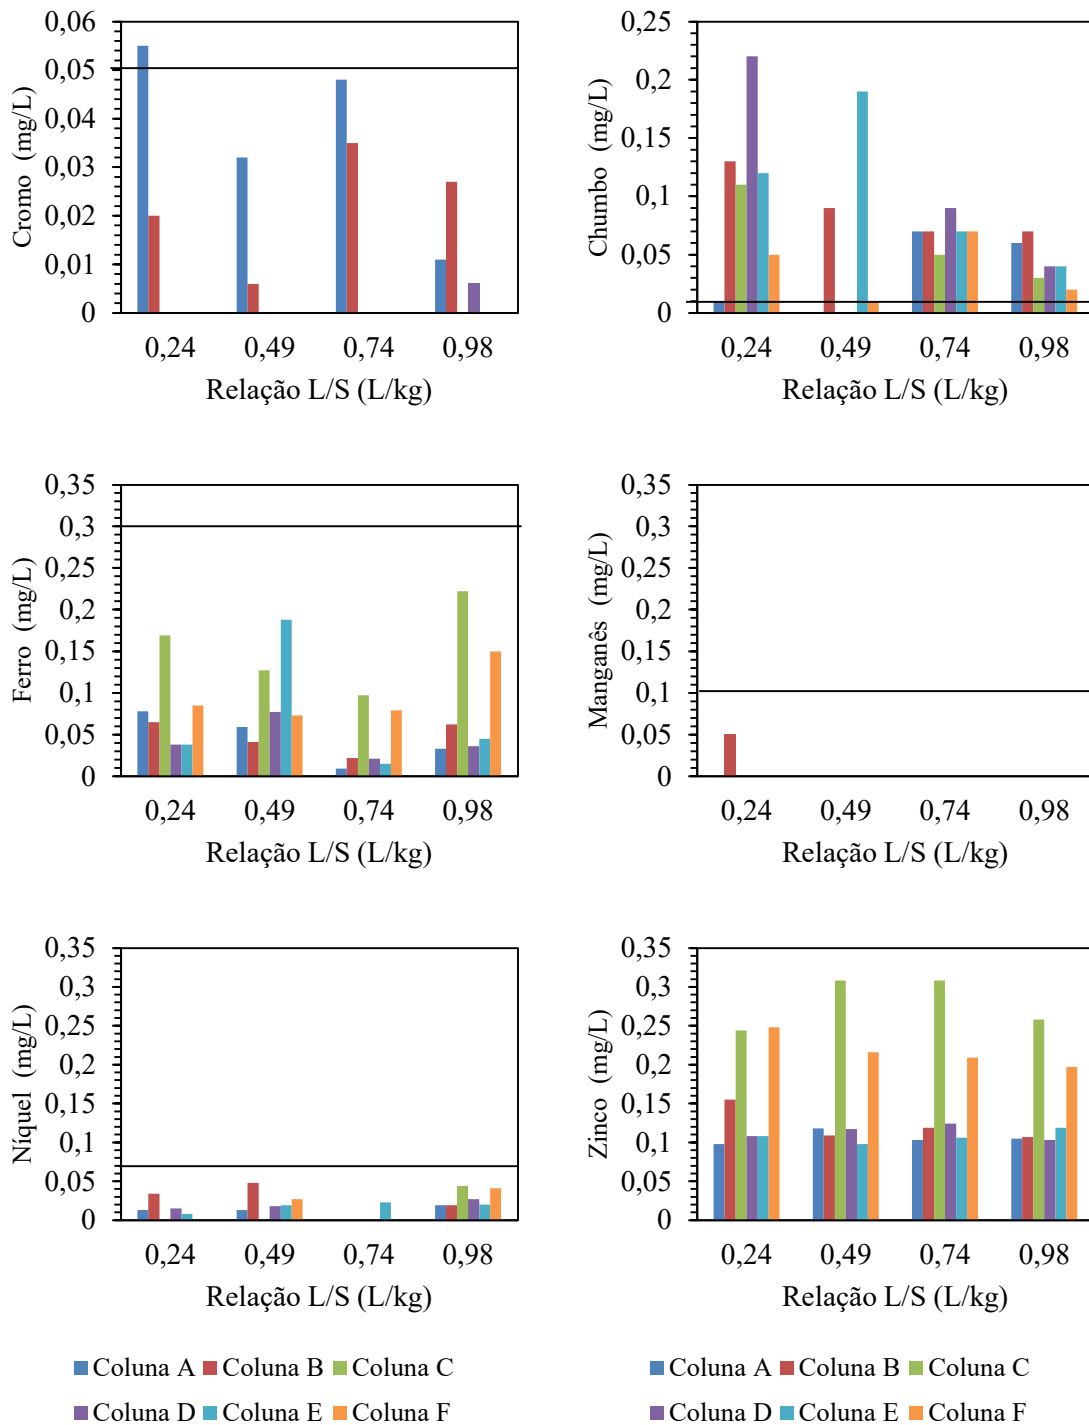 Cromo (mg/L)
0,06
0,05
0,04
0,03
0,02
0,01
0
0,24 0,49 0,74 0,98
Relação L/S (L/kg)
Chumbo (mg/L)
0,25
0,2
0,15
0,1
0,05
0
0,24 0,49 0,74 0,98
Relação L/S (L/kg)
Ferro (mg/L)
0,35
0,3
0,25
0,2
0,15
0,1
0,05
0
0,24 0,49 0,74 0,98
Relação L/S (L/kg)
Manganês (mg/L)
0,35
0,3
0,25
0,2
0,15
0,1
0,05
0
0,24 0,49 0,74 0,98
Relação L/S (L/kg)
Níquel (mg/L)
0,35
0,3
0,25
0,2
0,15
0,1
0,05
0
0,24 0,49 0,74 0,98
Relação L/S (L/kg)
Zinco (mg/L)
0,35
0,3
0,25
0,2
0,15
0,1
0,05
0
0,24 0,49 0,74 0,98
Relação L/S (L/kg)
Coluna A Coluna B Coluna C
Coluna D Coluna E Coluna F
Coluna A Coluna B Coluna C
Coluna D Coluna E Coluna F